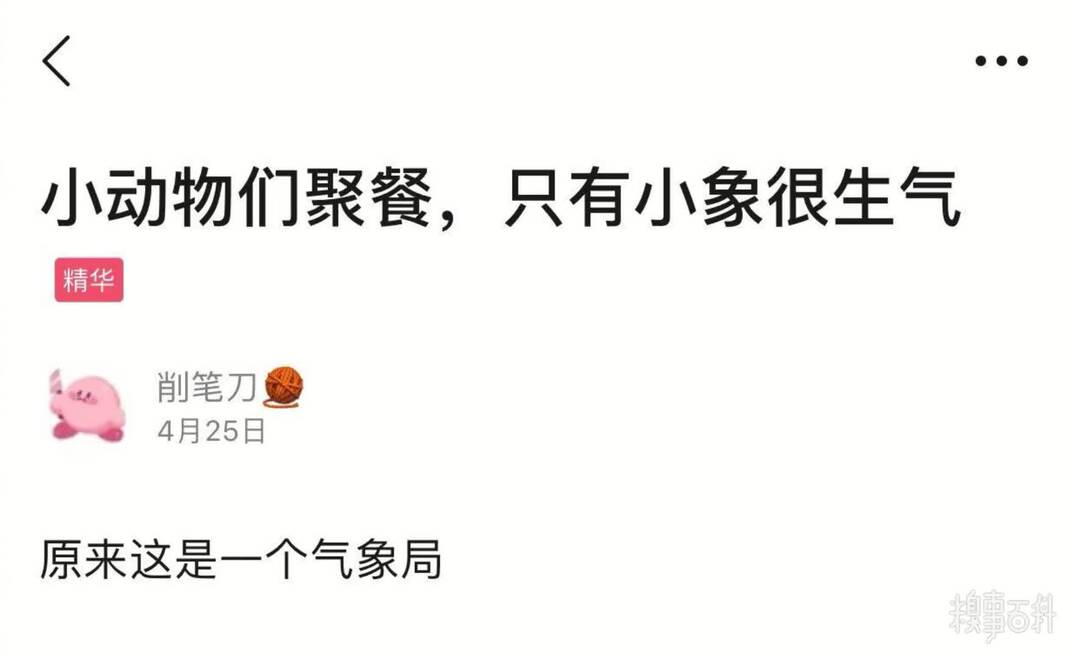 小动物们聚餐，只有小象很生气
精华
削笔刀
4月25日
原来这是一个气象局
糗事百科